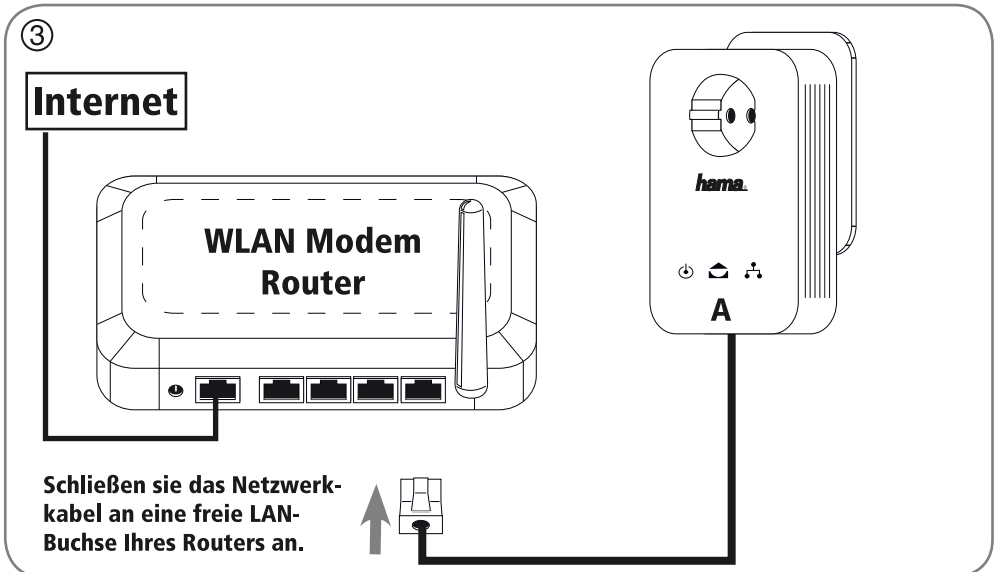 ③
Internet
WLAN Modem
Router
hama®
A
Schließen sie das Netzwerk-
kabel an eine freie LAN-
Buchse Ihres Routers an.